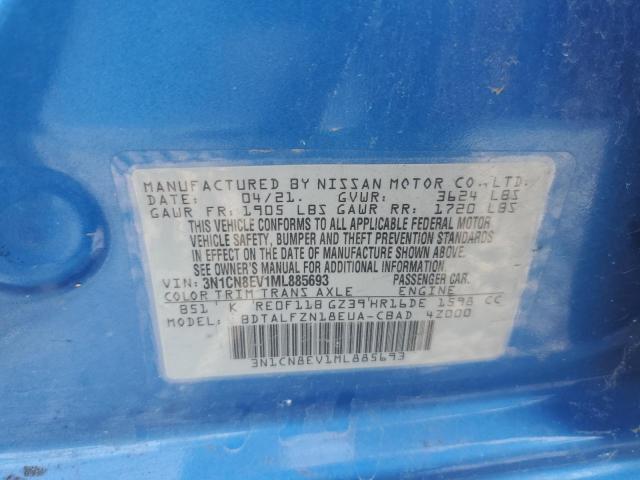 MANUFACTURED BY NISSAN MOTOR CO.,LTD.
DATE: 04/21. GVWR: 3624 LBS
GAWR FR: 1905 LBS GAWR RR: 1720 LBS
THIS VEHICLE CONFORMS TO ALL APPLICABLE FEDERAL MOTOR
VEHICLE SAFETY, BUMPER AND THEFT PREVENTION STANDARDS
IN EFFECT ON THE DATE OF MANUFACTURE SHOWN ABOVE.
SEE OWNER'S MANUAL FOR ADDITIONAL INFORMATION.
VIN: 3N1CN8EV1ML885693 PASSENGER CAR.
COLOR TRIM TRANS AXLE ENGINE
B51 K RE0F11B GZ39 HR16DE 1598 CC
MODEL: BDTALFZN18EUA-CBAD 4Z000
3N1CN8EV1ML885693